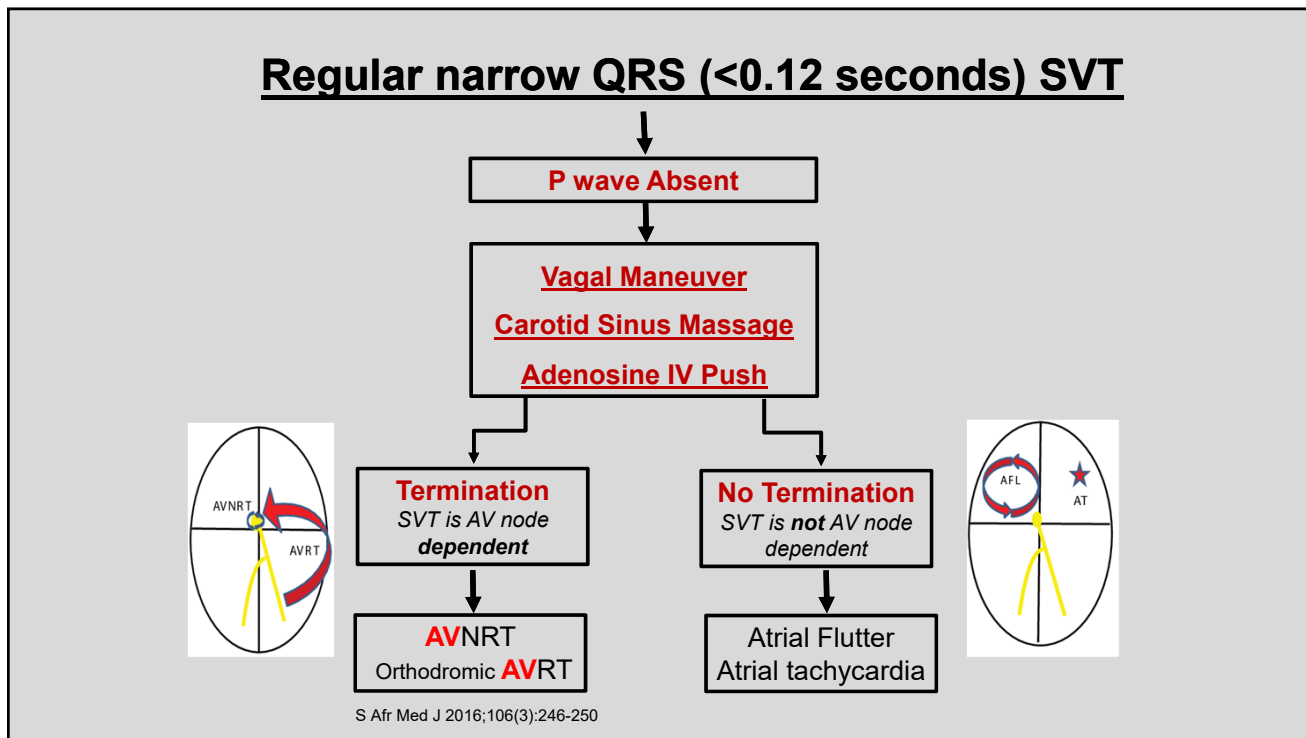 Regular narrow QRS (<0.12 seconds) SVT
P wave Absent
Vagal Maneuver
Carotid Sinus Massage
Adenosine IV Push
AVNRT
AVRT
Termination
SVT is AV node
dependent
No Termination
SVT is not AV node
dependent
AFL
AT
AVNRT
Orthodromic AVRT
Atrial Flutter
Atrial tachycardia
S Afr Med J 2016;106(3):246-250